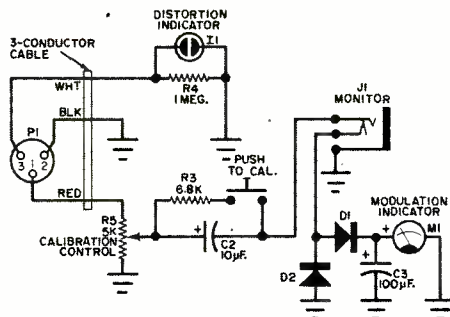 DISTORTION
INDICATOR
I1
3-CONDUCTOR
CABLE
WHT
R4
1 MEG.
J1
MONITOR
BLK
P1
3 1 2
RED
R3
6.8K
PUSH
TO CAL.
R5
5K
CALIBRATION
CONTROL
+
C2
10µF.
MODULATION
INDICATOR
D1
+
M1
D2
+
C3
100µF.